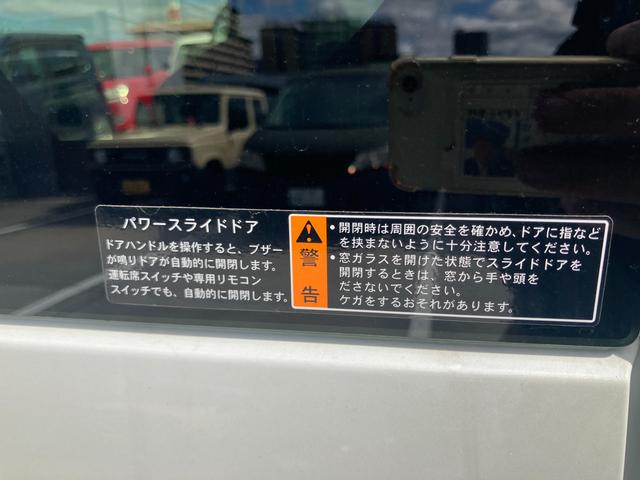 パワースライドドア
ドアハンドルを操作すると、ブザー
が鳴りドアが自動的に開閉します。
運転席スイッチや専用リモコン
スイッチでも、自動的に開閉します。
警告
•開閉時は周囲の安全を確かめ、ドアに指など
を挟まないように十分注意してください。
•窓ガラスを開けた状態でスライドドアを
開閉するときは、窓から手や頭を
ださないでください。
ケガをするおそれがあります。